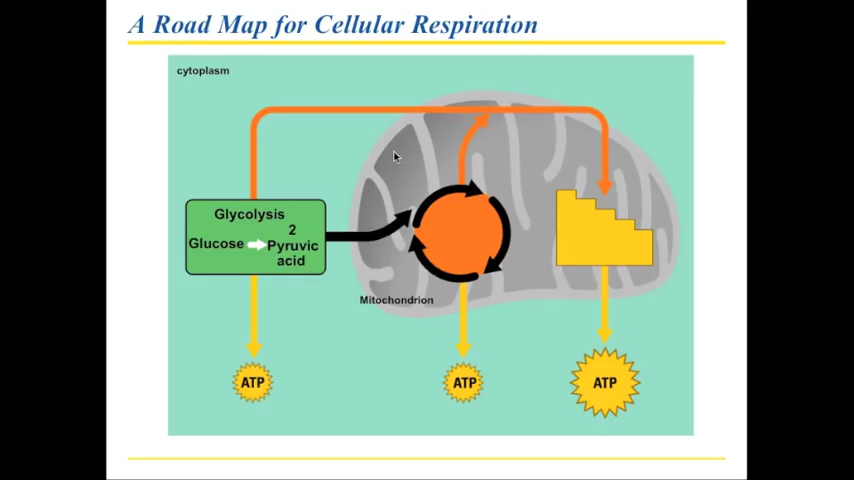 A Road Map for Cellular Respiration
cytoplasm
Glycolysis
2
Glucose Pyruvic
acid
Mitochondrion
ATP
ATP
ATP